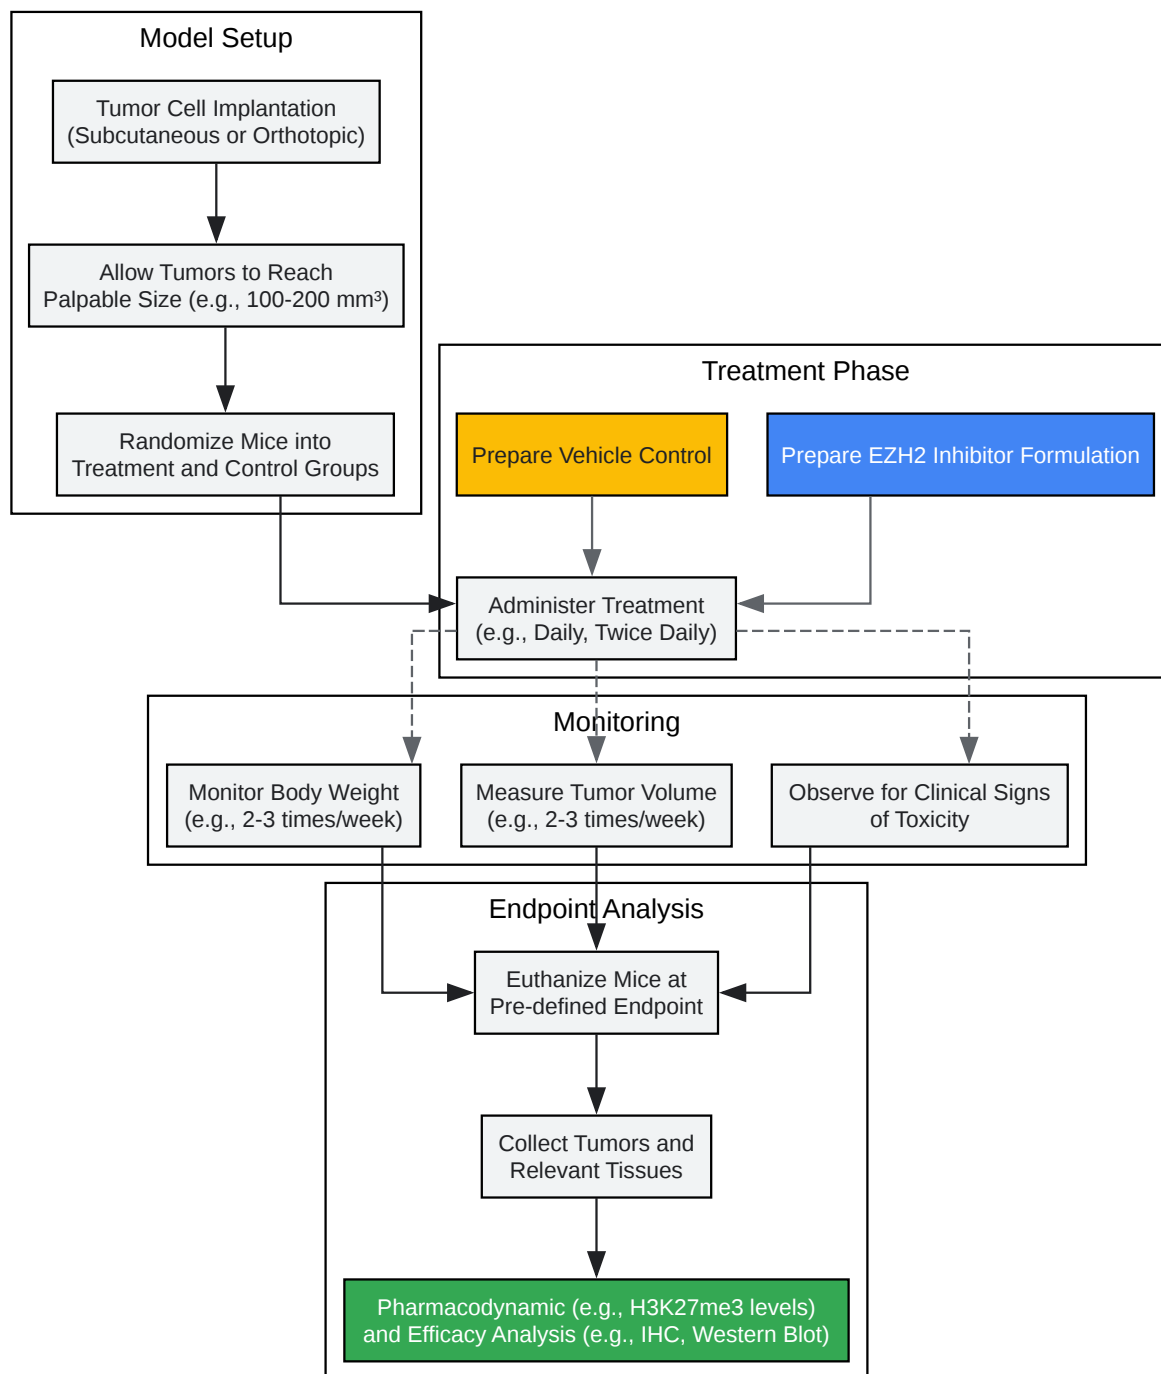 Model Setup
Tumor Cell Implantation
(Subcutaneous or Orthotopic)
Allow Tumors to Reach
Palpable Size (e.g., 100-200 mm³)
Randomize Mice into
Treatment and Control Groups
Treatment Phase
Prepare Vehicle Control
Prepare EZH2 Inhibitor Formulation
Administer Treatment
(e.g., Daily, Twice Daily)
Monitoring
Monitor Body Weight
(e.g., 2-3 times/week)
Measure Tumor Volume
(e.g., 2-3 times/week)
Observe for Clinical Signs
of Toxicity
Endpoint Analysis
Euthanize Mice at
Pre-defined Endpoint
Collect Tumors and
Relevant Tissues
Pharmacodynamic (e.g., H3K27me3 levels)
and Efficacy Analysis (e.g., IHC, Western Blot)